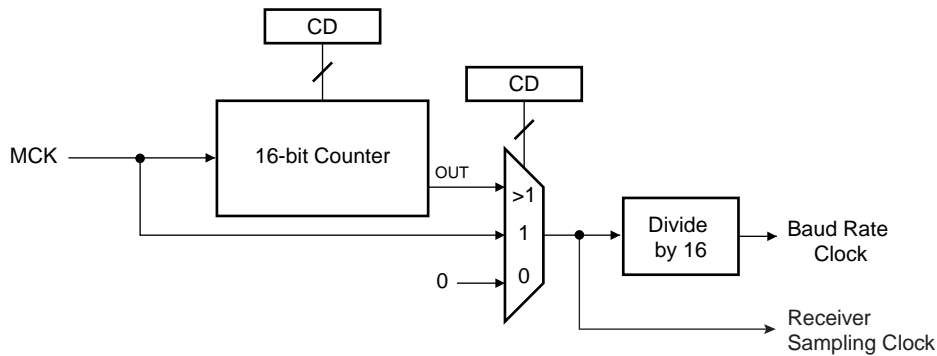 CD
CD
MCK
16-bit Counter
OUT
>1
1
0
0
Divide
by 16
Baud Rate
Clock
Receiver
Sampling Clock